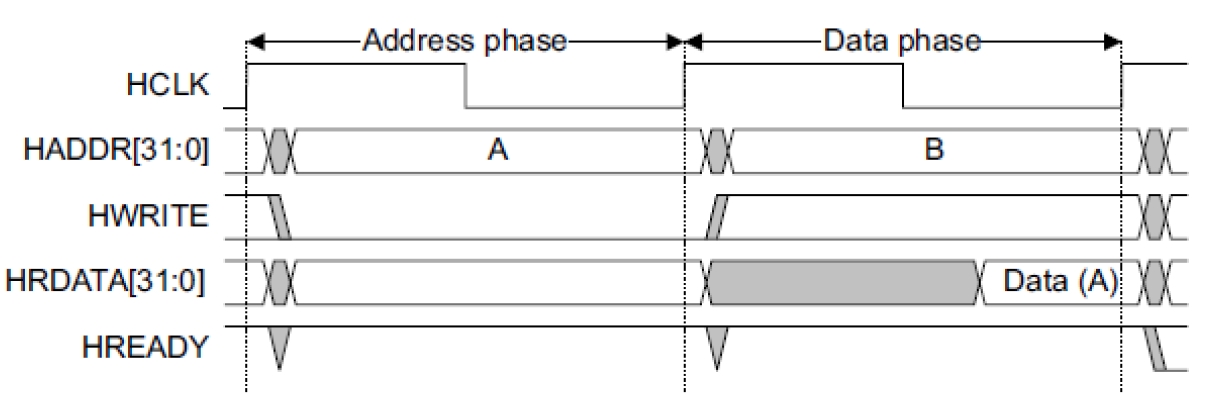 Address phase Data phase
HCLK
HADDR[31:0] A B
HWRITE
HRDATA[31:0] Data (A)
HREADY